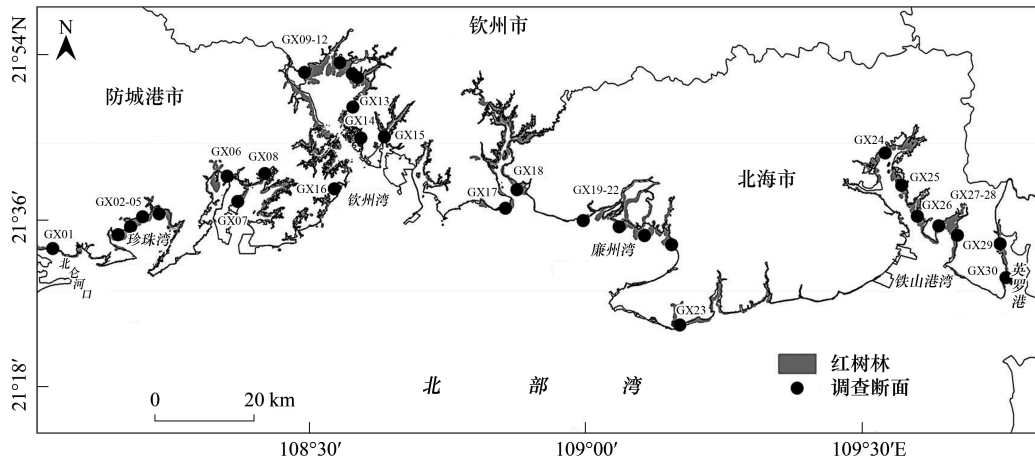 N
21°54′N
21°36′
21°18′
钦州市
防城港市
北海市
GX09-12
GX13
GX14
GX15
GX06
GX08
GX07
GX16
钦州湾
GX02-05
珍珠湾
GX01
北仑河口
GX17
GX18
GX19-22
廉州湾
GX23
GX24
GX25
GX26
GX27-28
GX29
GX30
铁山港湾
英罗港
北部湾
红树林
调查断面
0 20 km
108°30′ 109°00′ 109°30′E